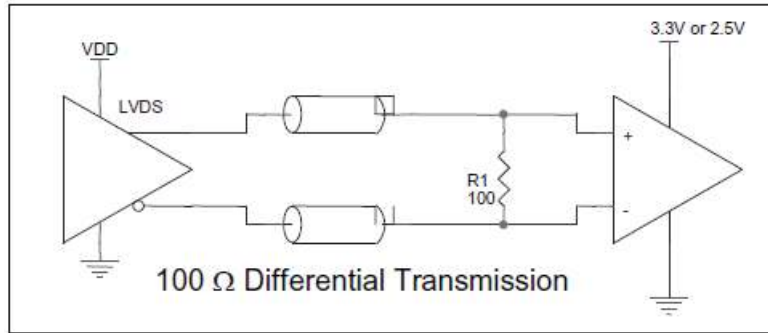 3.3V or 2.5V
VDD
LVDS
+
R1
100
-
100 Ω Differential Transmission